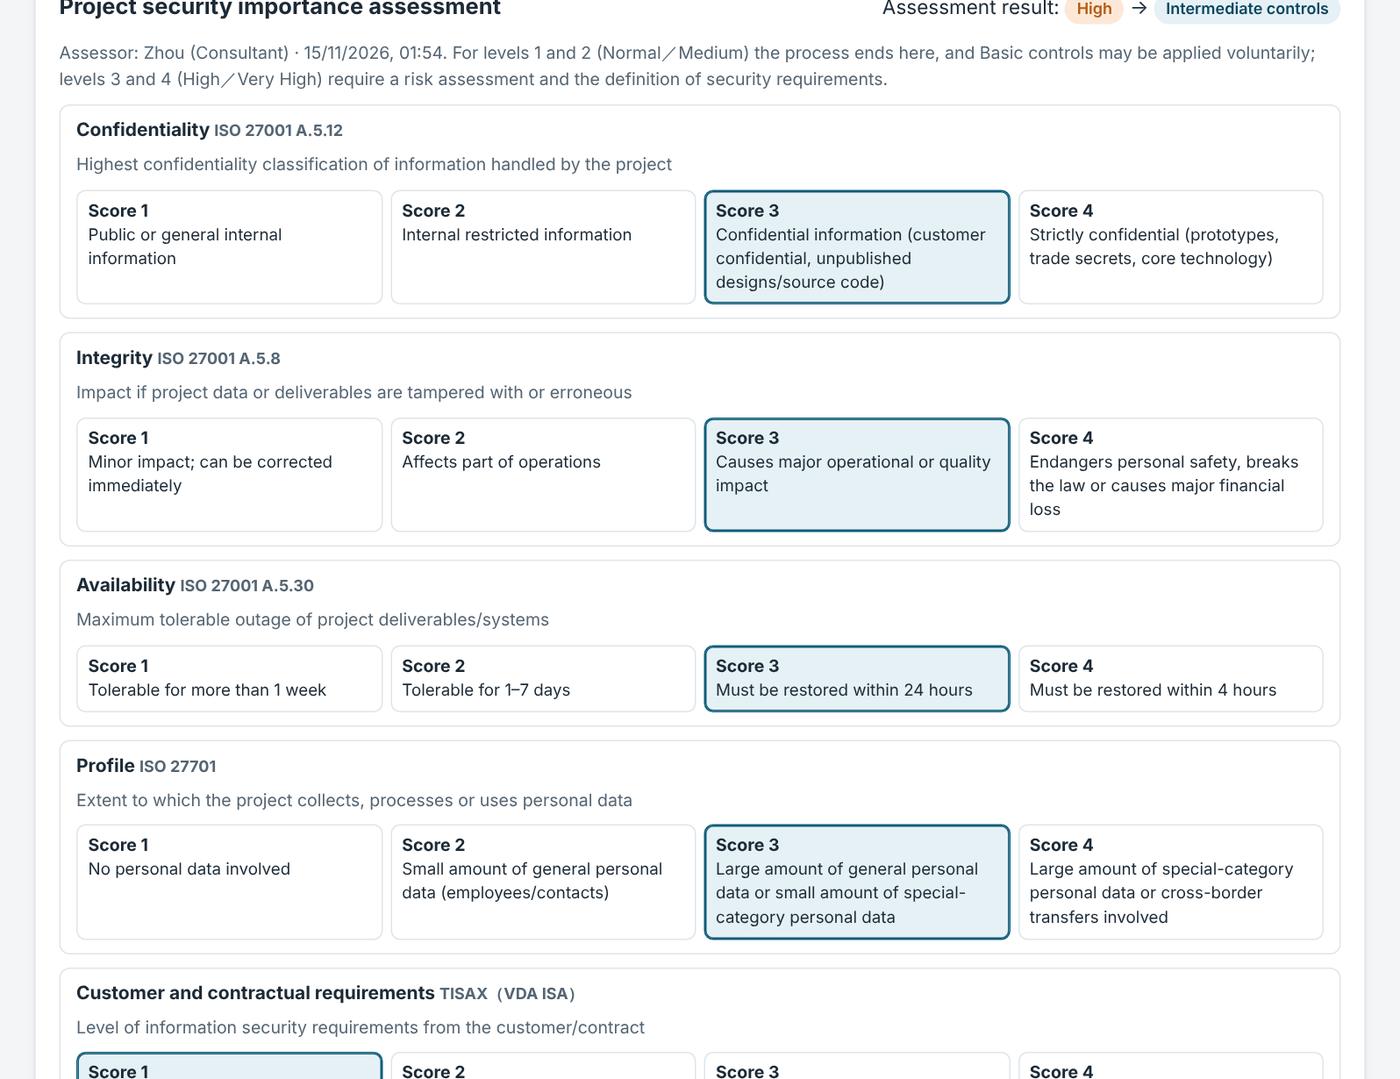 Project security importance assessment
Assessment result: High → Intermediate controls
Assessor: Zhou (Consultant) · 15/11/2026, 01:54. For levels 1 and 2 (Normal／Medium) the process ends here, and Basic controls may be applied voluntarily;
levels 3 and 4 (High／Very High) require a risk assessment and the definition of security requirements.
Confidentiality ISO 27001 A.5.12
Highest confidentiality classification of information handled by the project
Score 1
Public or general internal
information
Score 2
Internal restricted information
Score 3
Confidential information (customer
confidential, unpublished
designs/source code)
Score 4
Strictly confidential (prototypes,
trade secrets, core technology)
Integrity ISO 27001 A.5.8
Impact if project data or deliverables are tampered with or erroneous
Score 1
Minor impact; can be corrected
immediately
Score 2
Affects part of operations
Score 3
Causes major operational or quality
impact
Score 4
Endangers personal safety, breaks
the law or causes major financial
loss
Availability ISO 27001 A.5.30
Maximum tolerable outage of project deliverables/systems
Score 1
Tolerable for more than 1 week
Score 2
Tolerable for 1–7 days
Score 3
Must be restored within 24 hours
Score 4
Must be restored within 4 hours
Profile ISO 27701
Extent to which the project collects, processes or uses personal data
Score 1
No personal data involved
Score 2
Small amount of general personal
data (employees/contacts)
Score 3
Large amount of general personal
data or small amount of special-
category personal data
Score 4
Large amount of special-category
personal data or cross-border
transfers involved
Customer and contractual requirements TISAX（VDA ISA）
Level of information security requirements from the customer/contract
Score 1
Score 2
Score 3
Score 4